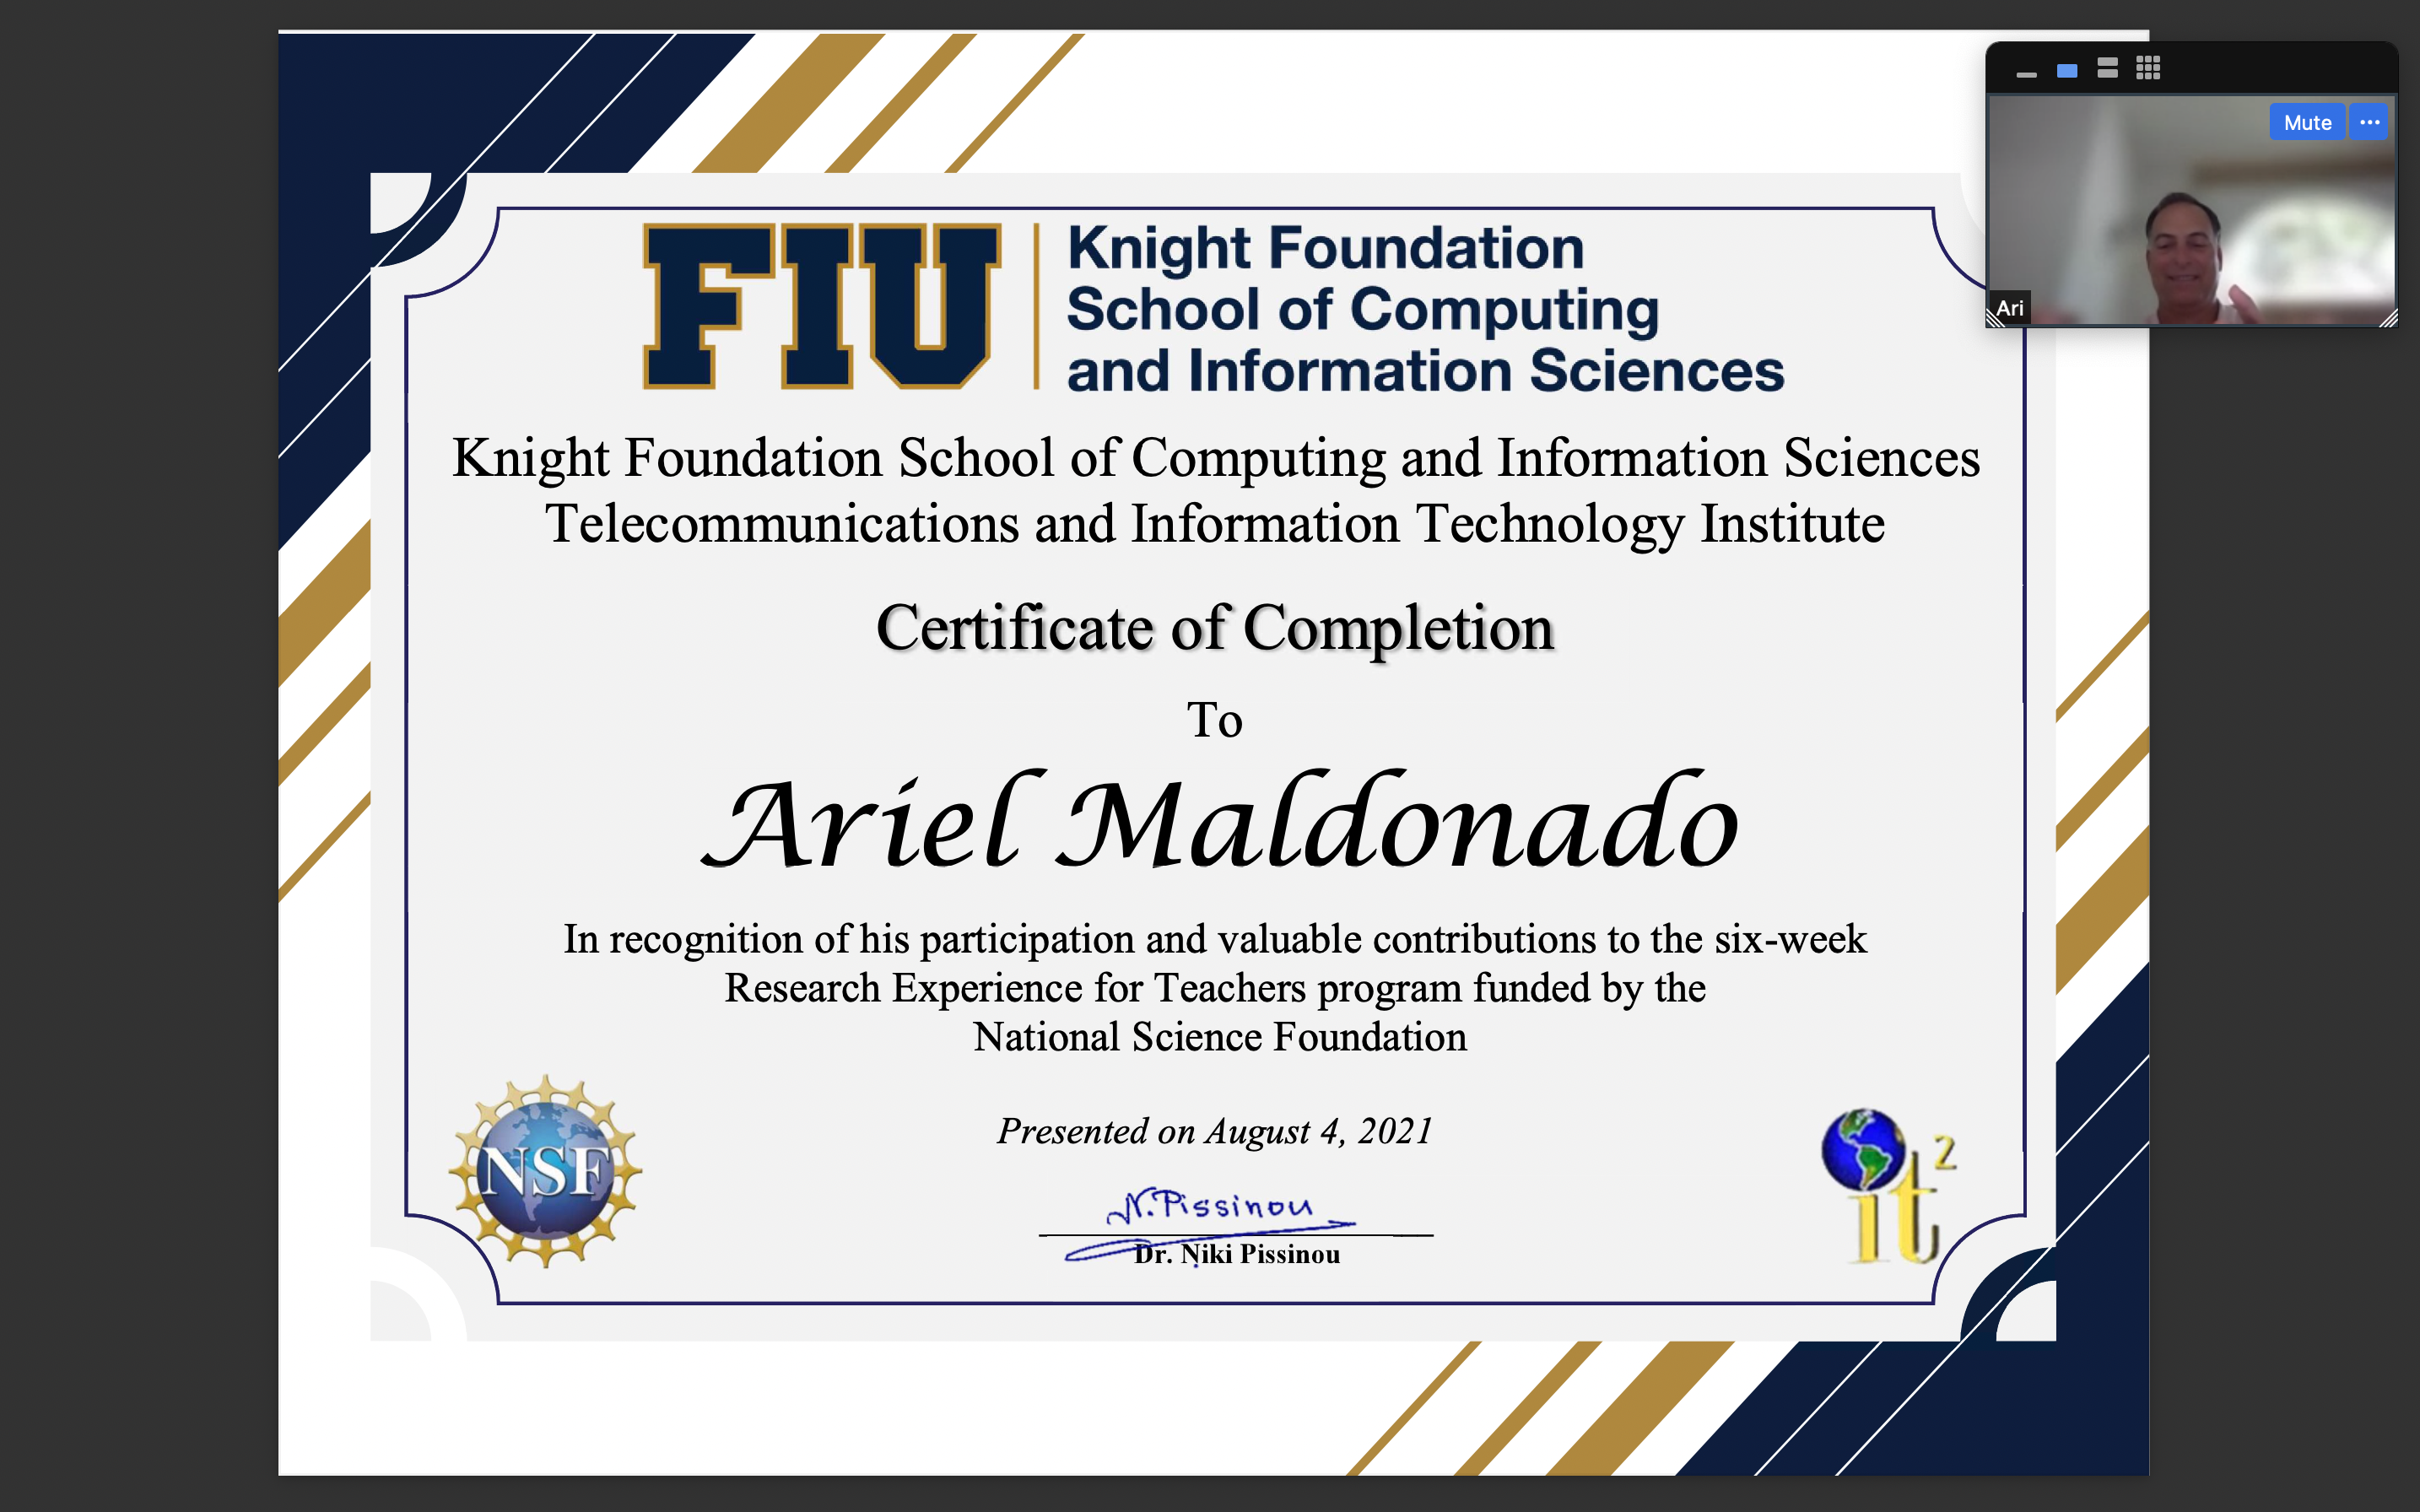 FIU
Knight Foundation
School of Computing
and Information Sciences
Mute
Ari
Knight Foundation School of Computing and Information Sciences
Telecommunications and Information Technology Institute
Certificate of Completion
To
Ariel Maldonado
In recognition of his participation and valuable contributions to the six-week
Research Experience for Teachers program funded by the
National Science Foundation
NSF
Presented on August 4, 2021
it2
N. Pissinou
Dr. Niki Pissinou